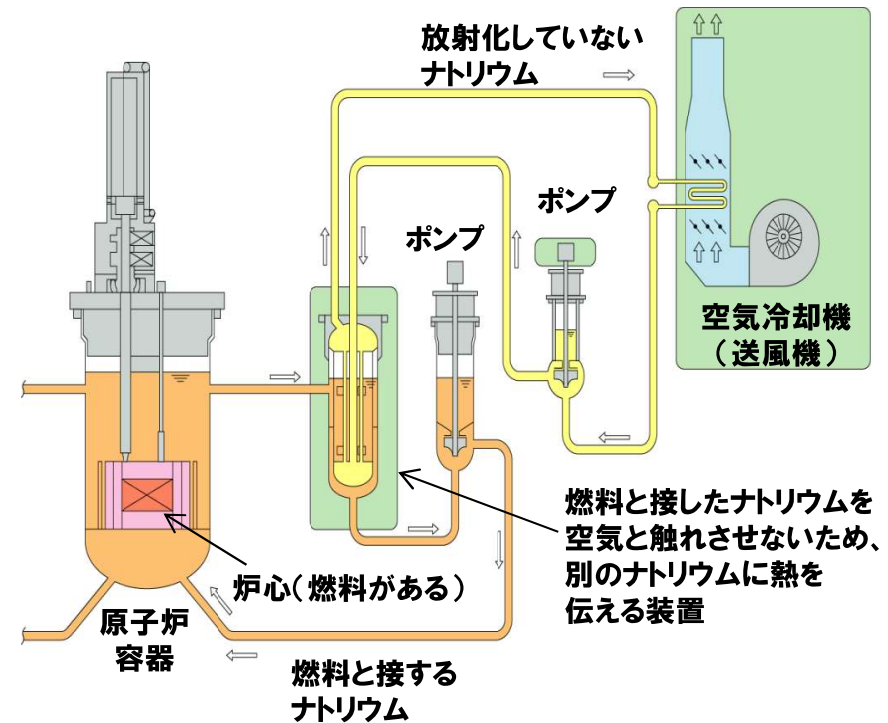 放射化していない
ナトリウム
ポンプ
ポンプ
空気冷却機
（送風機）
燃料と接したナトリウムを
空気と触れさせないため、
別のナトリウムに熱を
伝える装置
炉心（燃料がある）
原子炉
容器
燃料と接する
ナトリウム